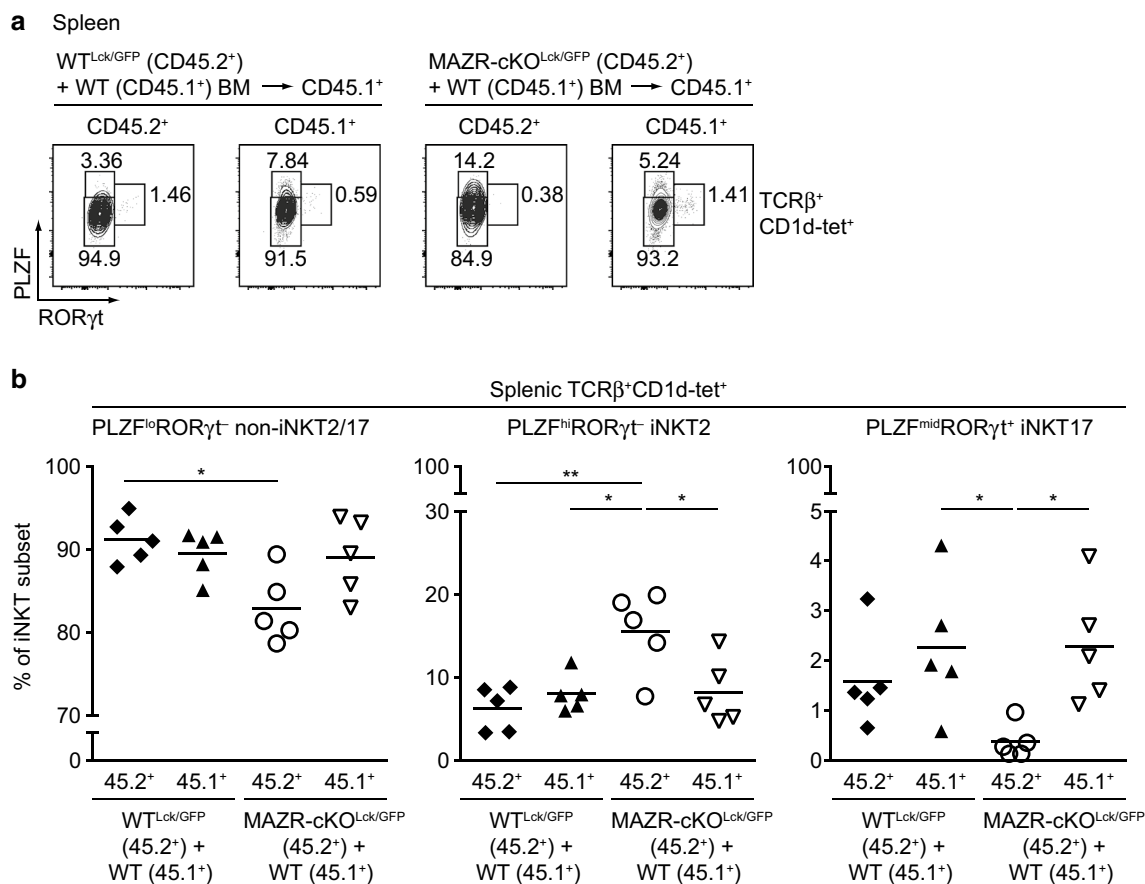 a Spleen
WT^Lck/GFP (CD45.2⁺)
+ WT (CD45.1⁺) BM → CD45.1⁺
MAZR-cKO^Lck/GFP (CD45.2⁺)
+ WT (CD45.1⁺) BM → CD45.1⁺
CD45.2⁺ CD45.1⁺ CD45.2⁺ CD45.1⁺
3.36 7.84 14.2 5.24
1.46 0.59 0.38 1.41
TCRβ⁺
CD1d-tet⁺
94.9 91.5 84.9 93.2
PLZF
RORγt
b
Splenic TCRβ⁺CD1d-tet⁺
PLZF^loRORγt⁻ non-iNKT2/17
PLZF^hiRORγt⁻ iNKT2
PLZF^midRORγt⁺ iNKT17
% of iNKT subset
100
90
80
70
0
*
100
30
20
10
0
**
* *
100
5
4
3
2
1
0
* *
45.2⁺ 45.1⁺ 45.2⁺ 45.1⁺
WT^Lck/GFP
(45.2⁺) +
WT (45.1⁺)
MAZR-cKO^Lck/GFP
(45.2⁺) +
WT (45.1⁺)
45.2⁺ 45.1⁺ 45.2⁺ 45.1⁺
WT^Lck/GFP
(45.2⁺) +
WT (45.1⁺)
MAZR-cKO^Lck/GFP
(45.2⁺) +
WT (45.1⁺)
45.2⁺ 45.1⁺ 45.2⁺ 45.1⁺
WT^Lck/GFP
(45.2⁺) +
WT (45.1⁺)
MAZR-cKO^Lck/GFP
(45.2⁺) +
WT (45.1⁺)